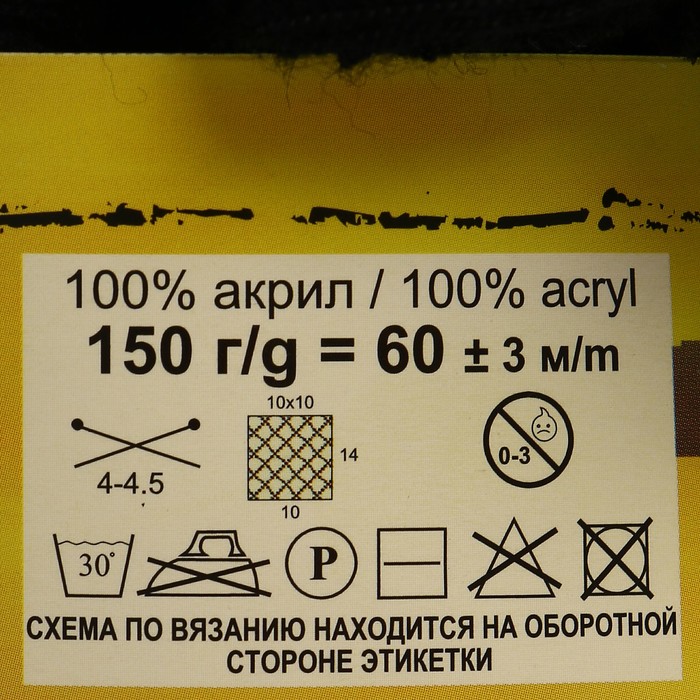 100% акрил / 100% acryl
150 г/g = 60 ± 3 м/m
10x10
14
0-3
4-4.5
10
30°
P
СХЕМА ПО ВЯЗАНИЮ НАХОДИТСЯ НА ОБОРОТНОЙ
СТОРОНЕ ЭТИКЕТКИ